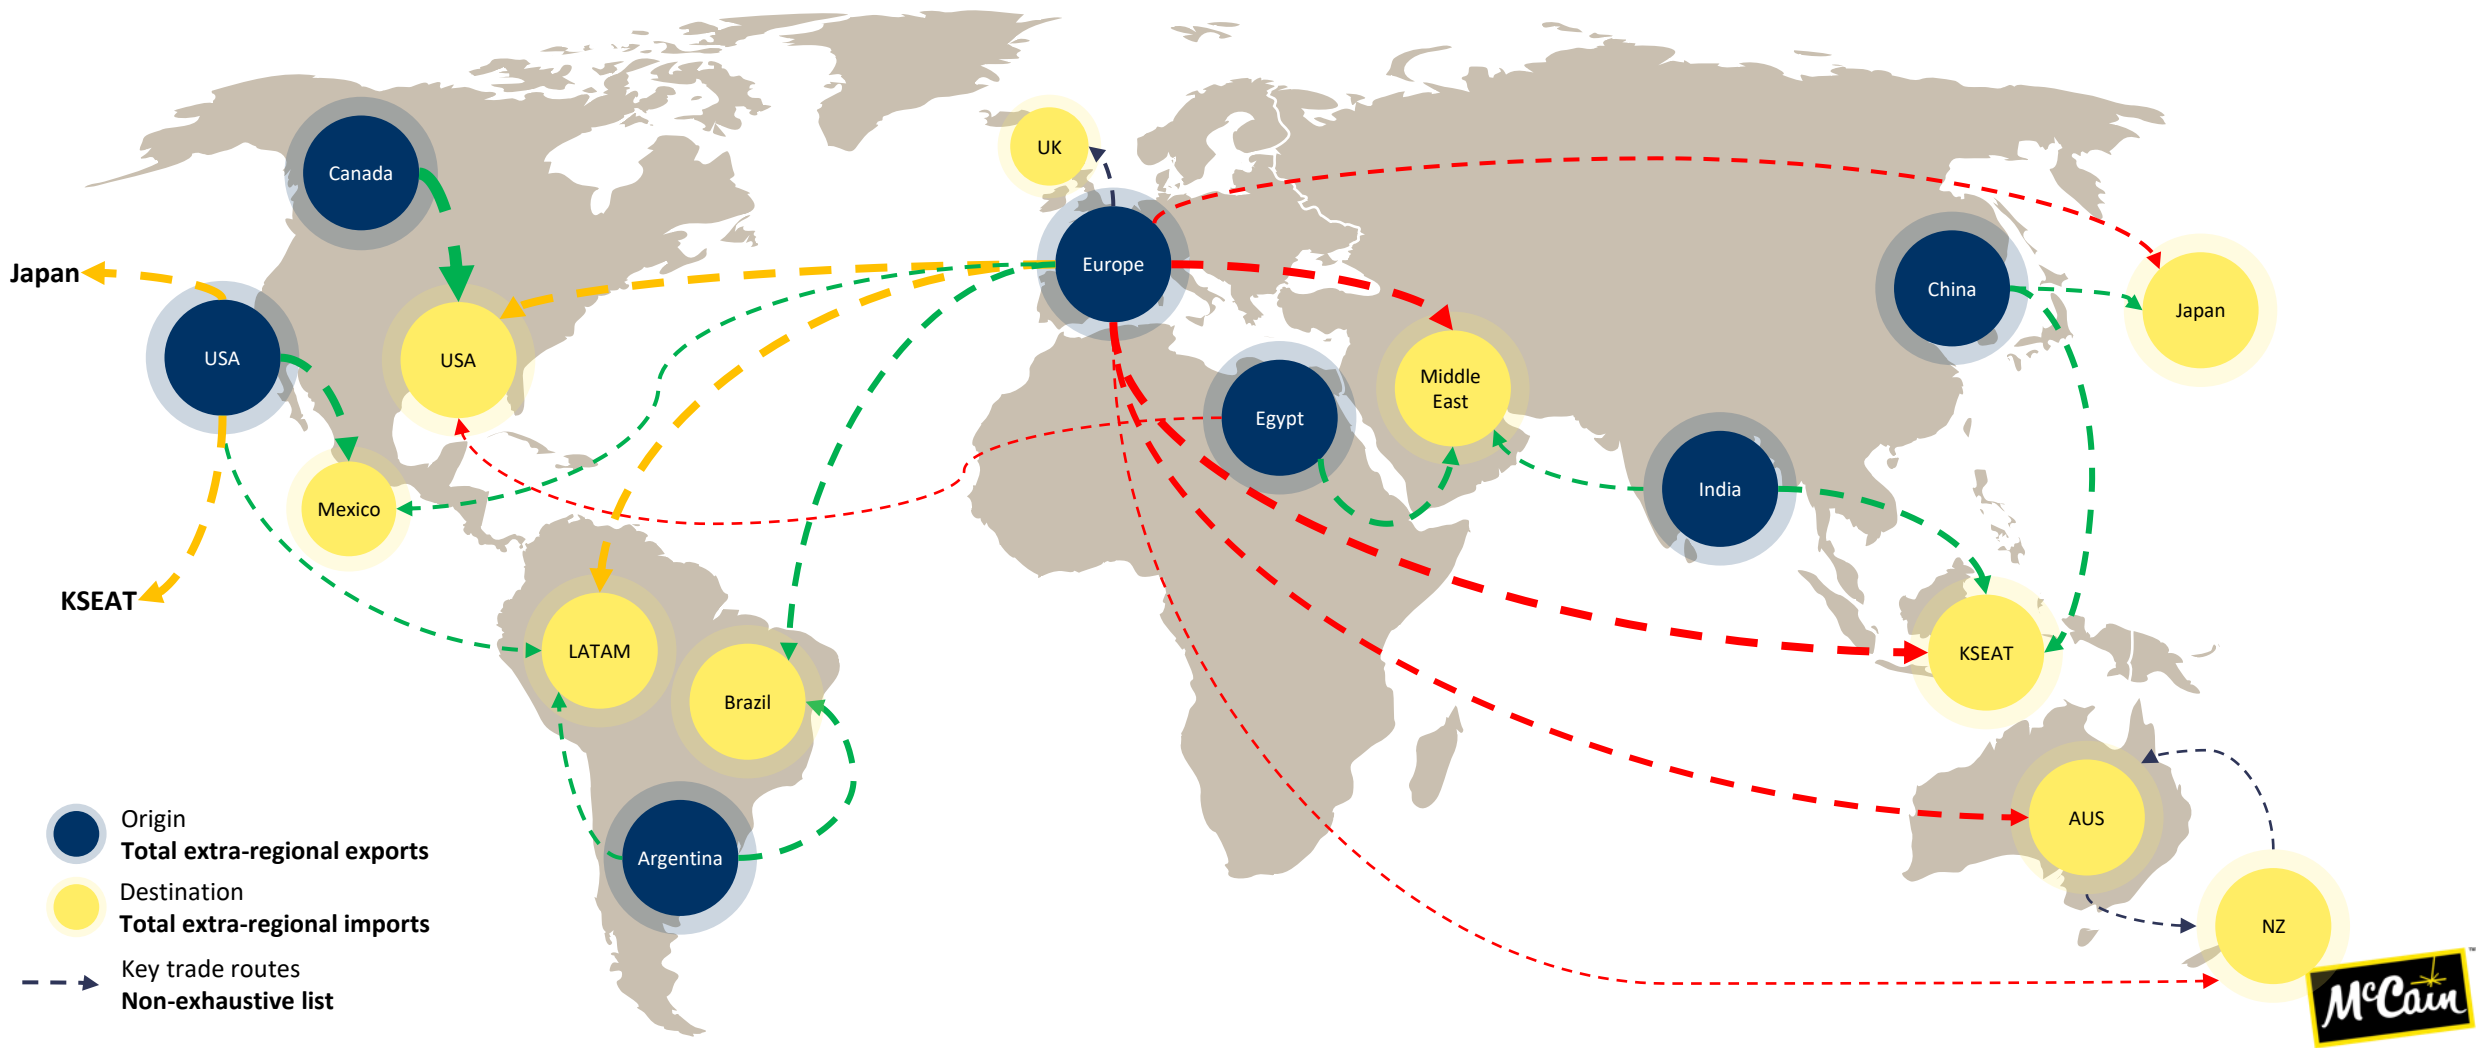 Canada
UK
Europe
Japan
China
Japan
USA
USA
Middle
East
Egypt
India
Mexico
KSEAT
LATAM
KSEAT
Brazil
AUS
Argentina
NZ
Origin
Total extra-regional exports
Destination
Total extra-regional imports
Key trade routes
Non-exhaustive list
McCain
™